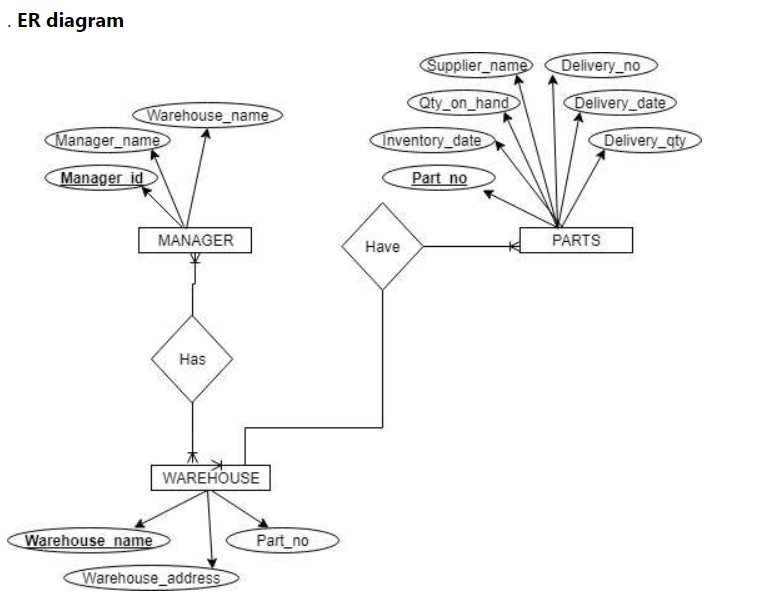 . ER diagram
Supplier_name
Delivery_no
Qty_on_hand
Delivery_date
Warehouse_name
Manager_name
Inventory_date
Delivery_qty
Manager_id
Part_no
MANAGER
Have
PARTS
Has
WAREHOUSE
Warehouse_name
Part_no
Warehouse_address